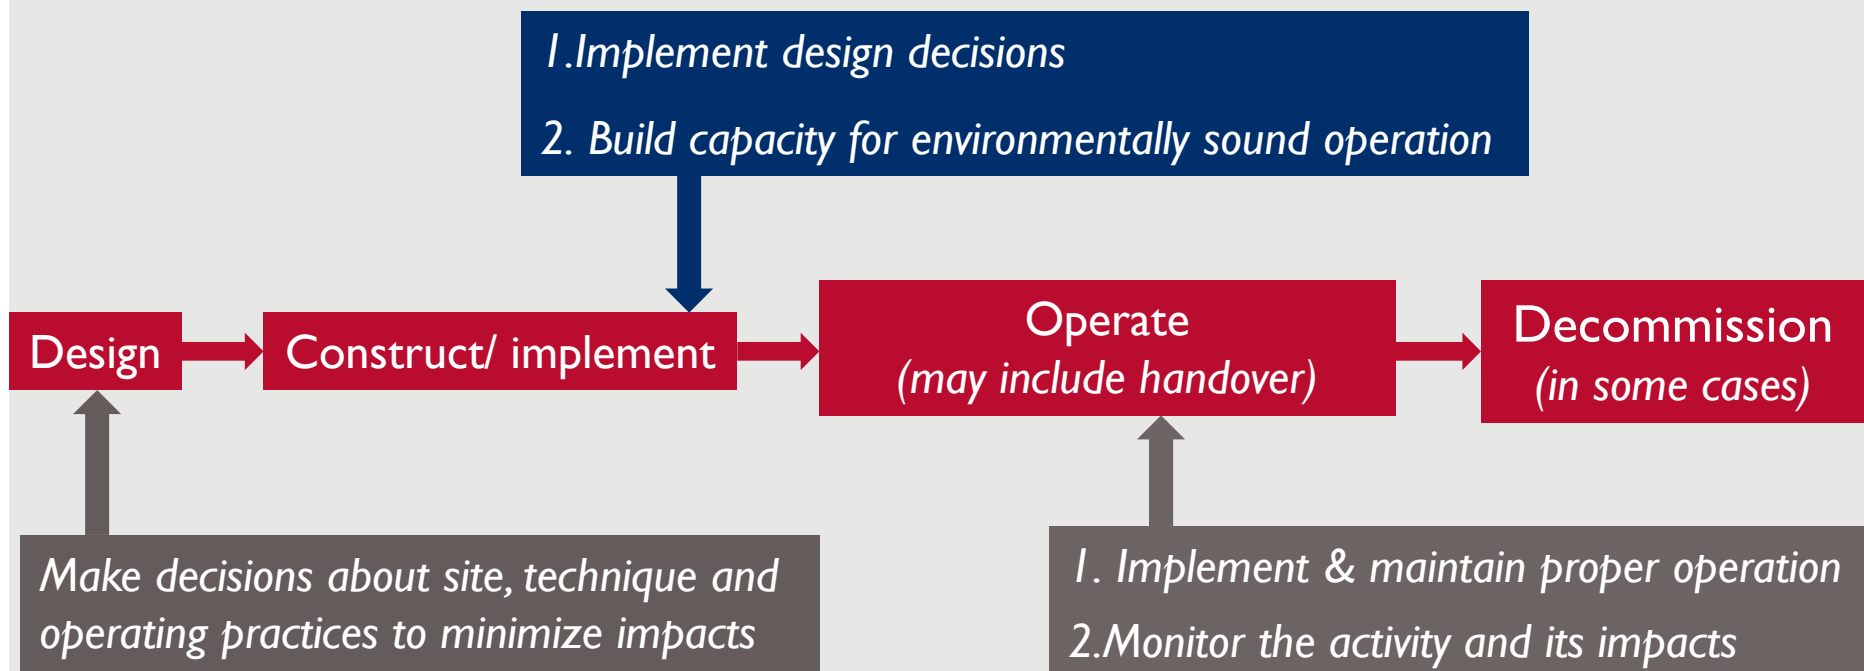 1.Implement design decisions
2. Build capacity for environmentally sound operation
Design
Construct/ implement
Operate
(may include handover)
Decommission
(in some cases)
Make decisions about site, technique and
operating practices to minimize impacts
1. Implement & maintain proper operation
2.Monitor the activity and its impacts